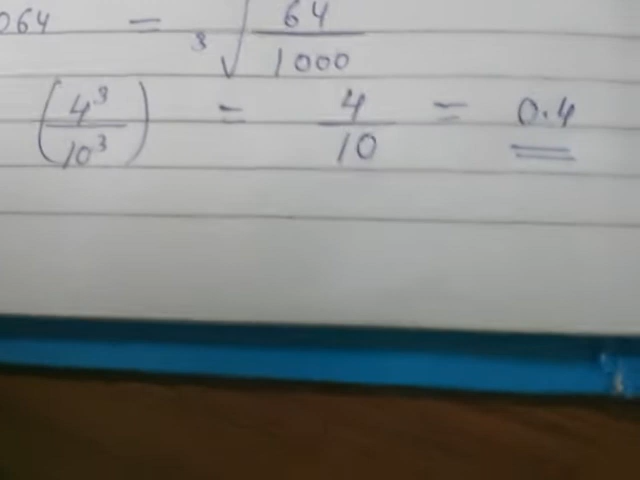 064 = ∛(64/1000)
(4³/10³) = 4/10 = 0.4